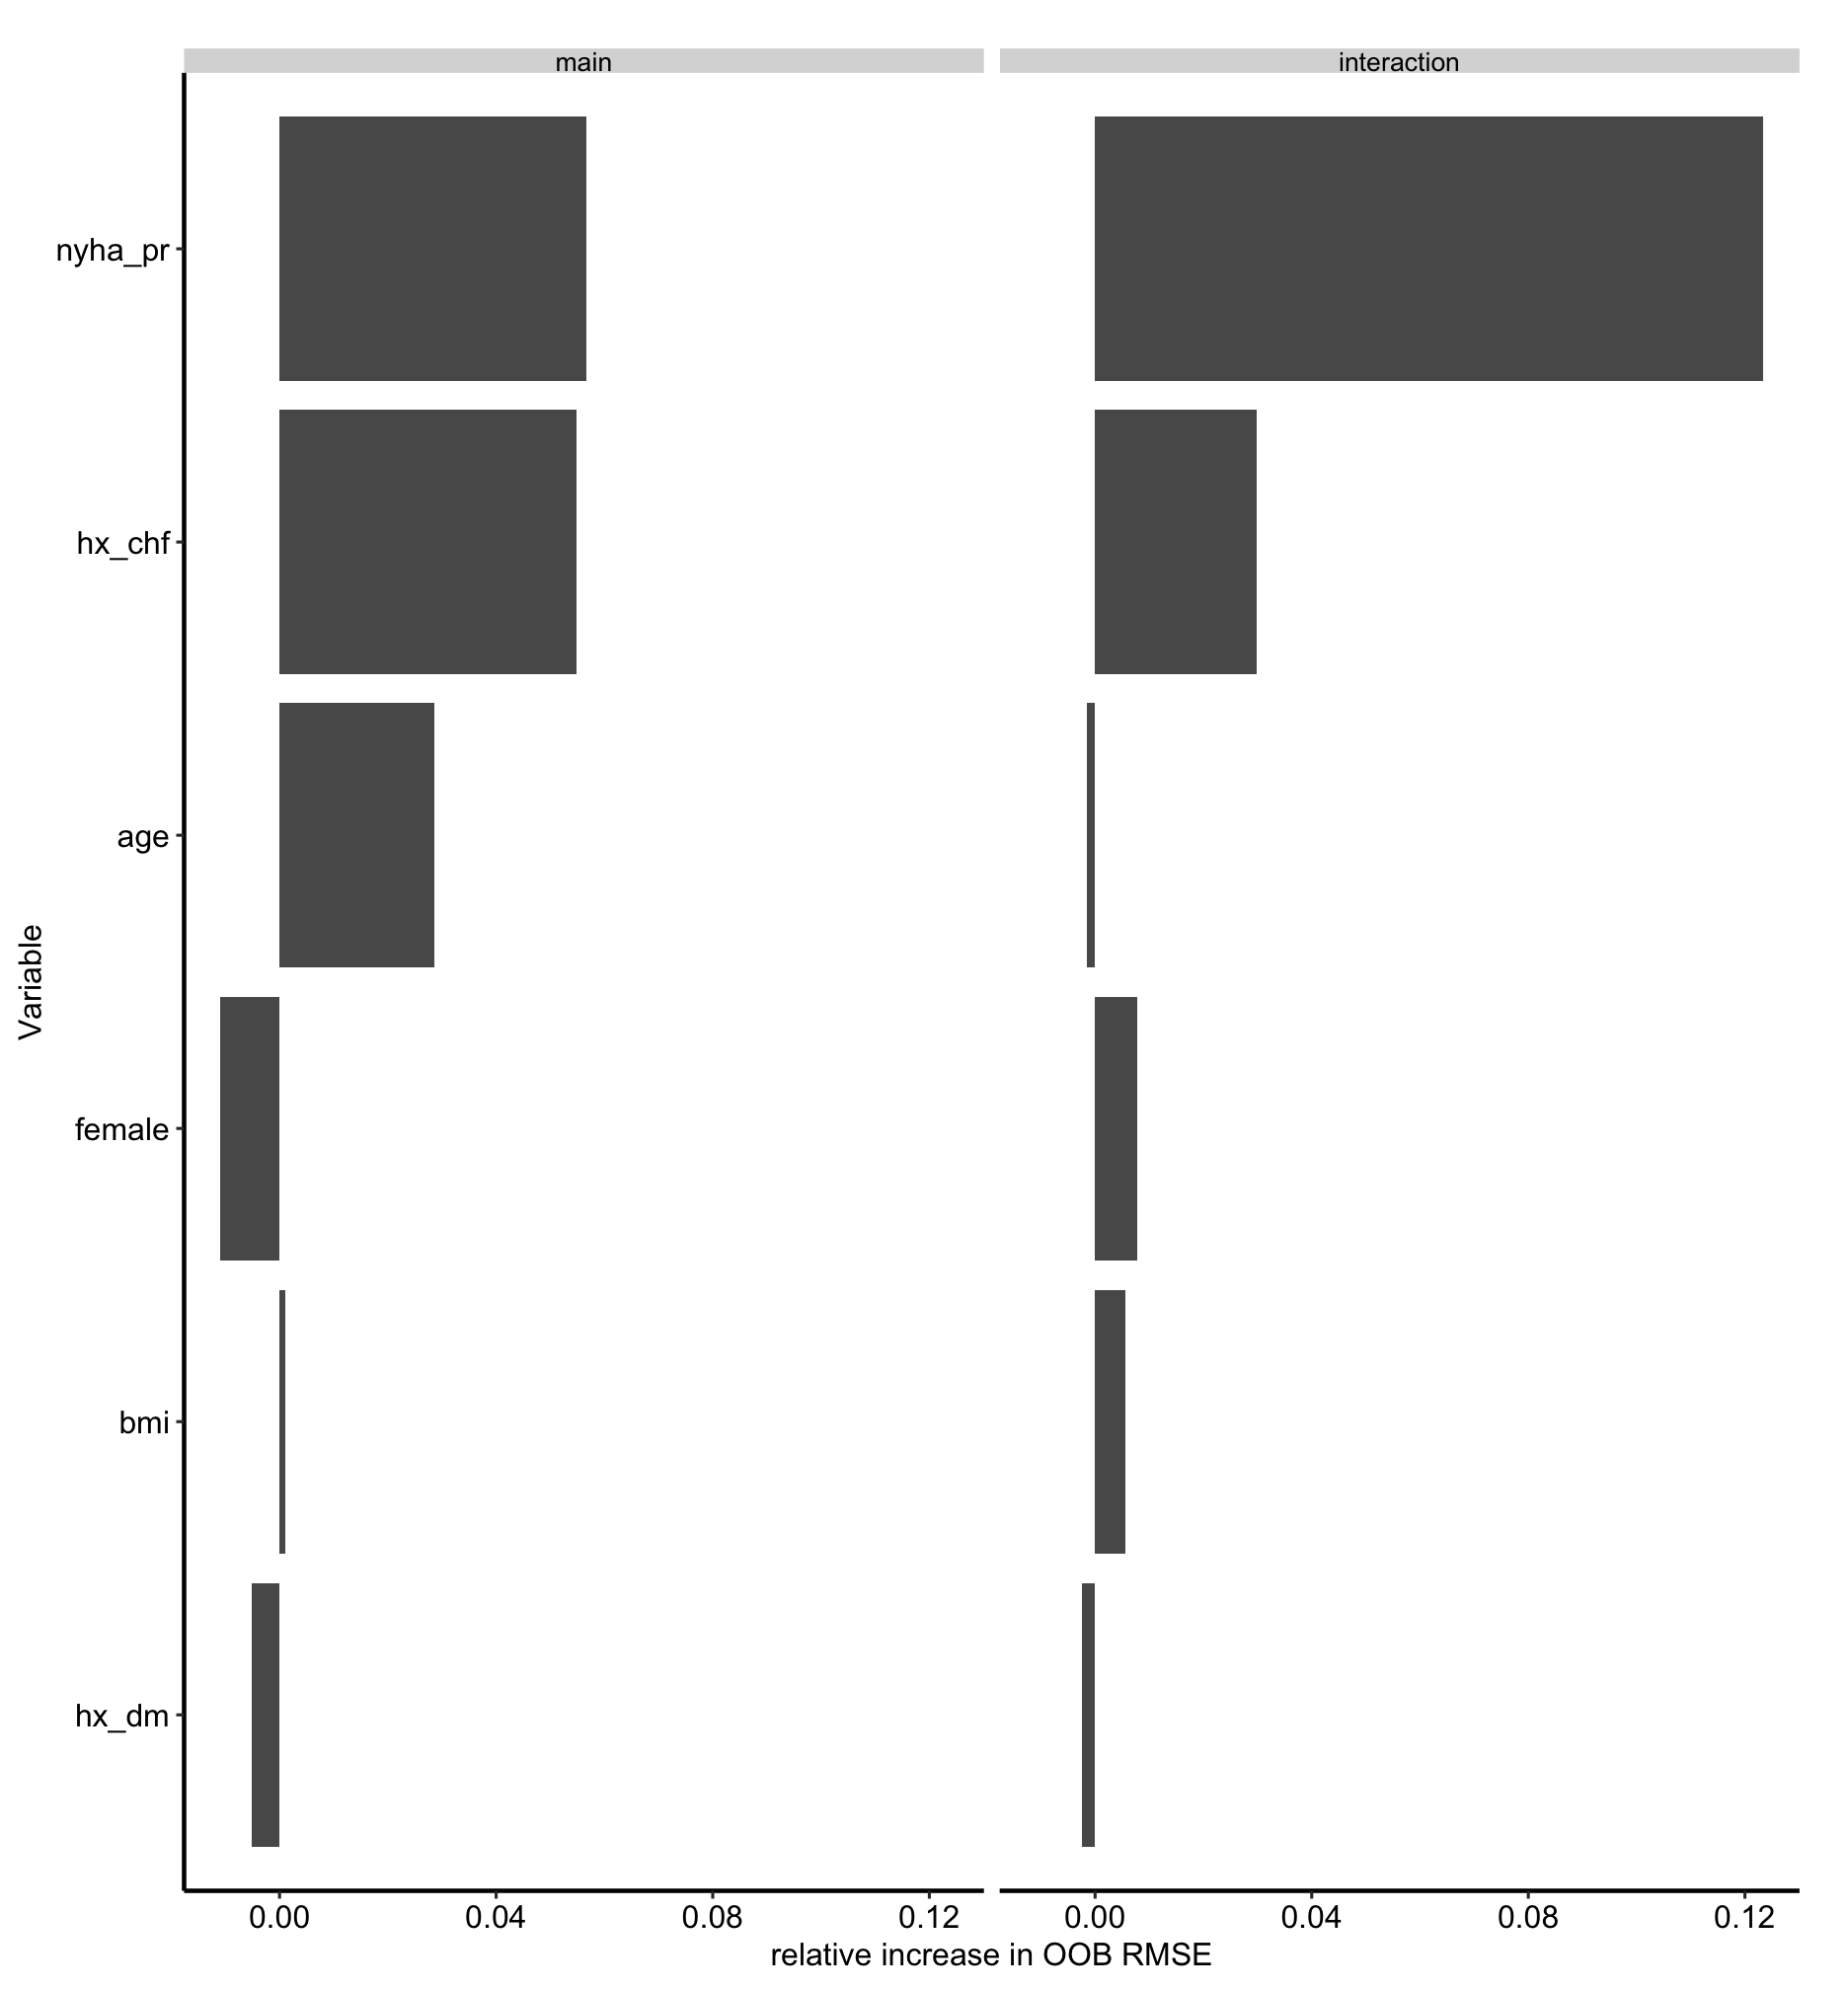 main interaction
nyha_pr
hx_chf
age
female
bmi
hx_dm
Variable
0.00 0.04 0.08 0.12 0.00 0.04 0.08 0.12
relative increase in OOB RMSE